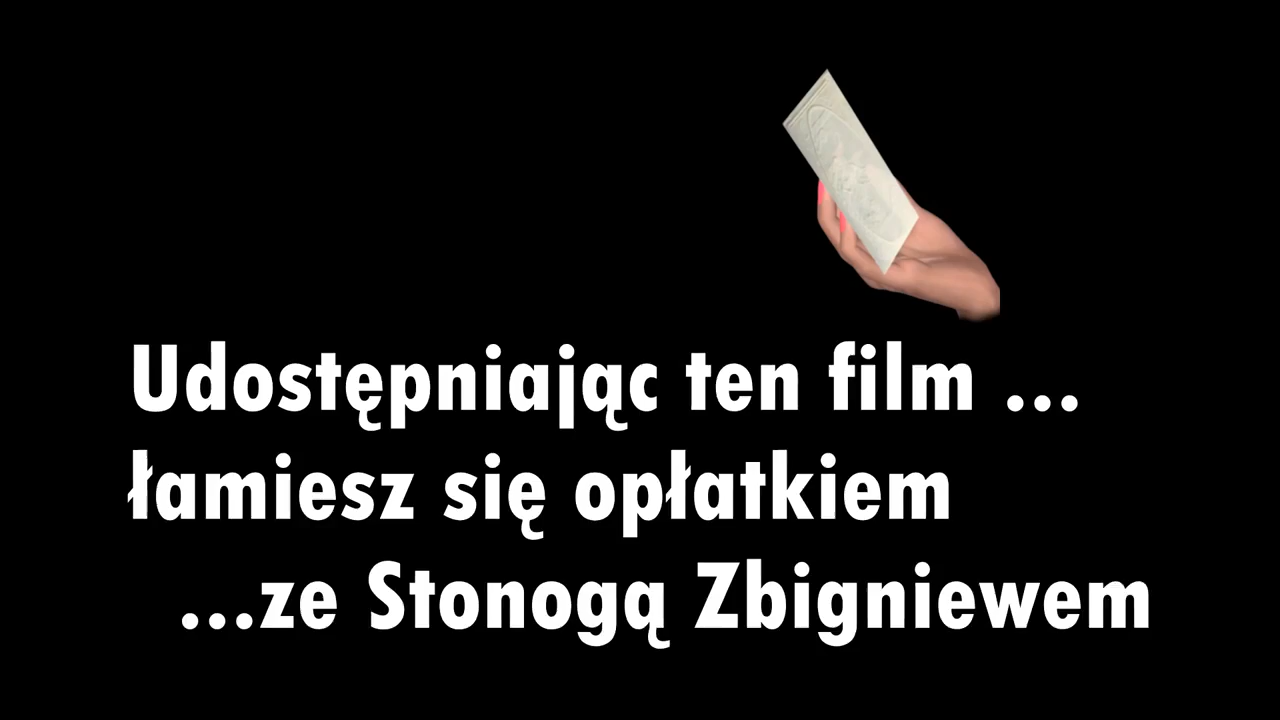 Udostępniając ten film ...
łamiesz się opłatkiem
...ze Stonogą Zbigniewem